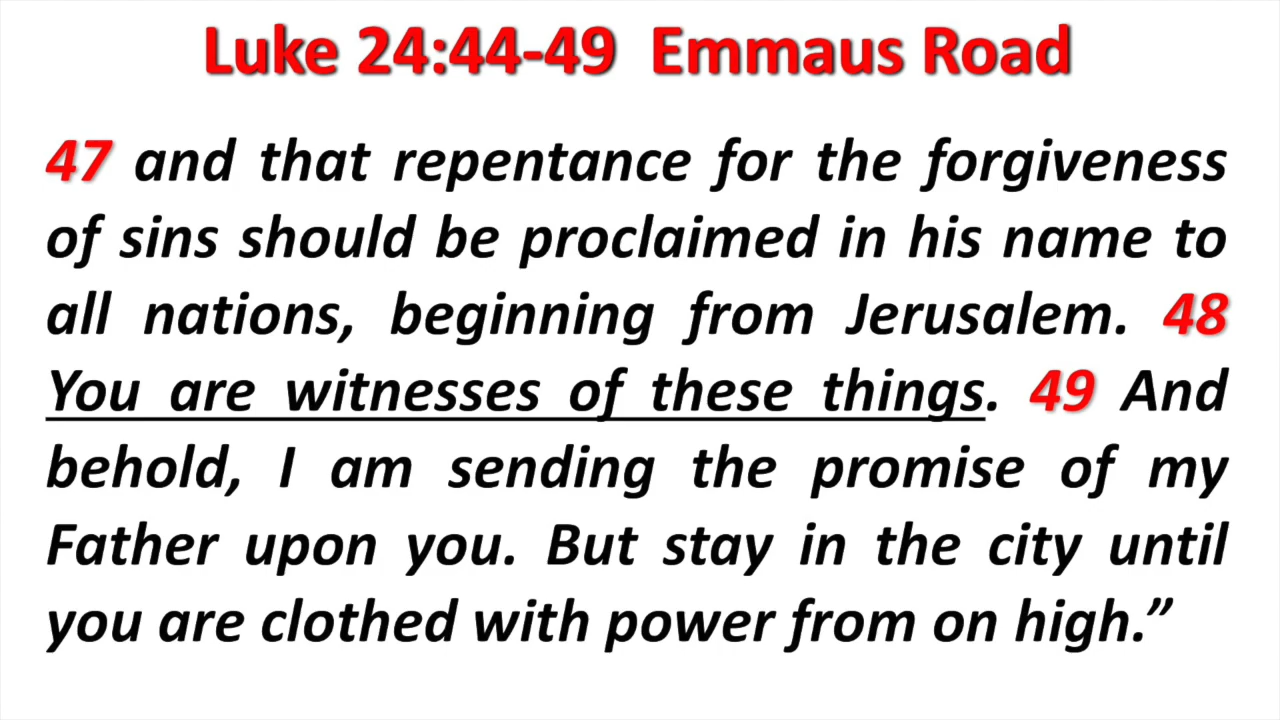 Luke 24:44-49 Emmaus Road
47 and that repentance for the forgiveness
of sins should be proclaimed in his name to
all nations, beginning from Jerusalem. 48
You are witnesses of these things. 49 And
behold, I am sending the promise of my
Father upon you. But stay in the city until
you are clothed with power from on high.”